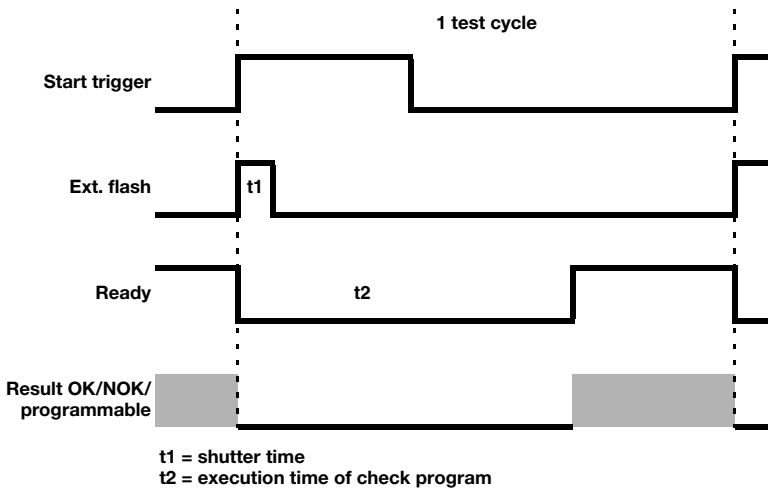 1 test cycle
Start trigger
Ext. flash
t1
Ready
t2
Result OK/NOK/
programmable
t1 = shutter time
t2 = execution time of check program